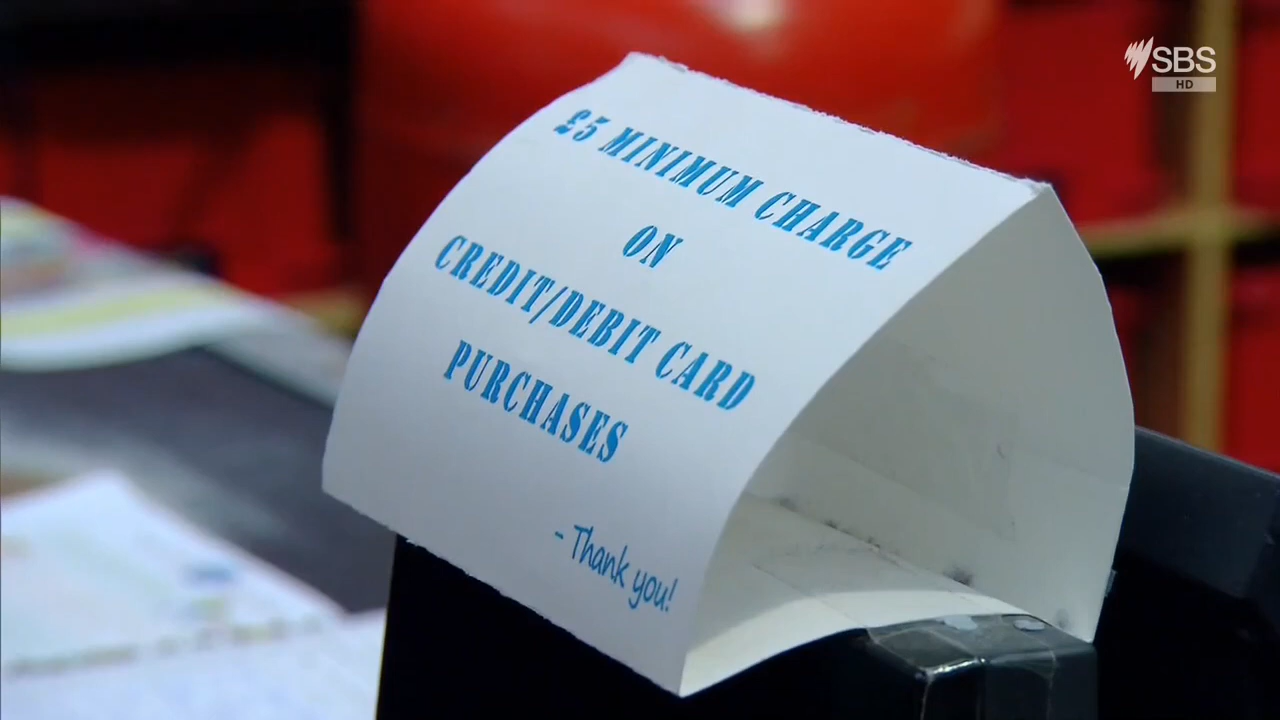 SBS
HD
£5 MINIMUM CHARGE
ON
CREDIT/DEBIT CARD
PURCHASES
- Thank you!